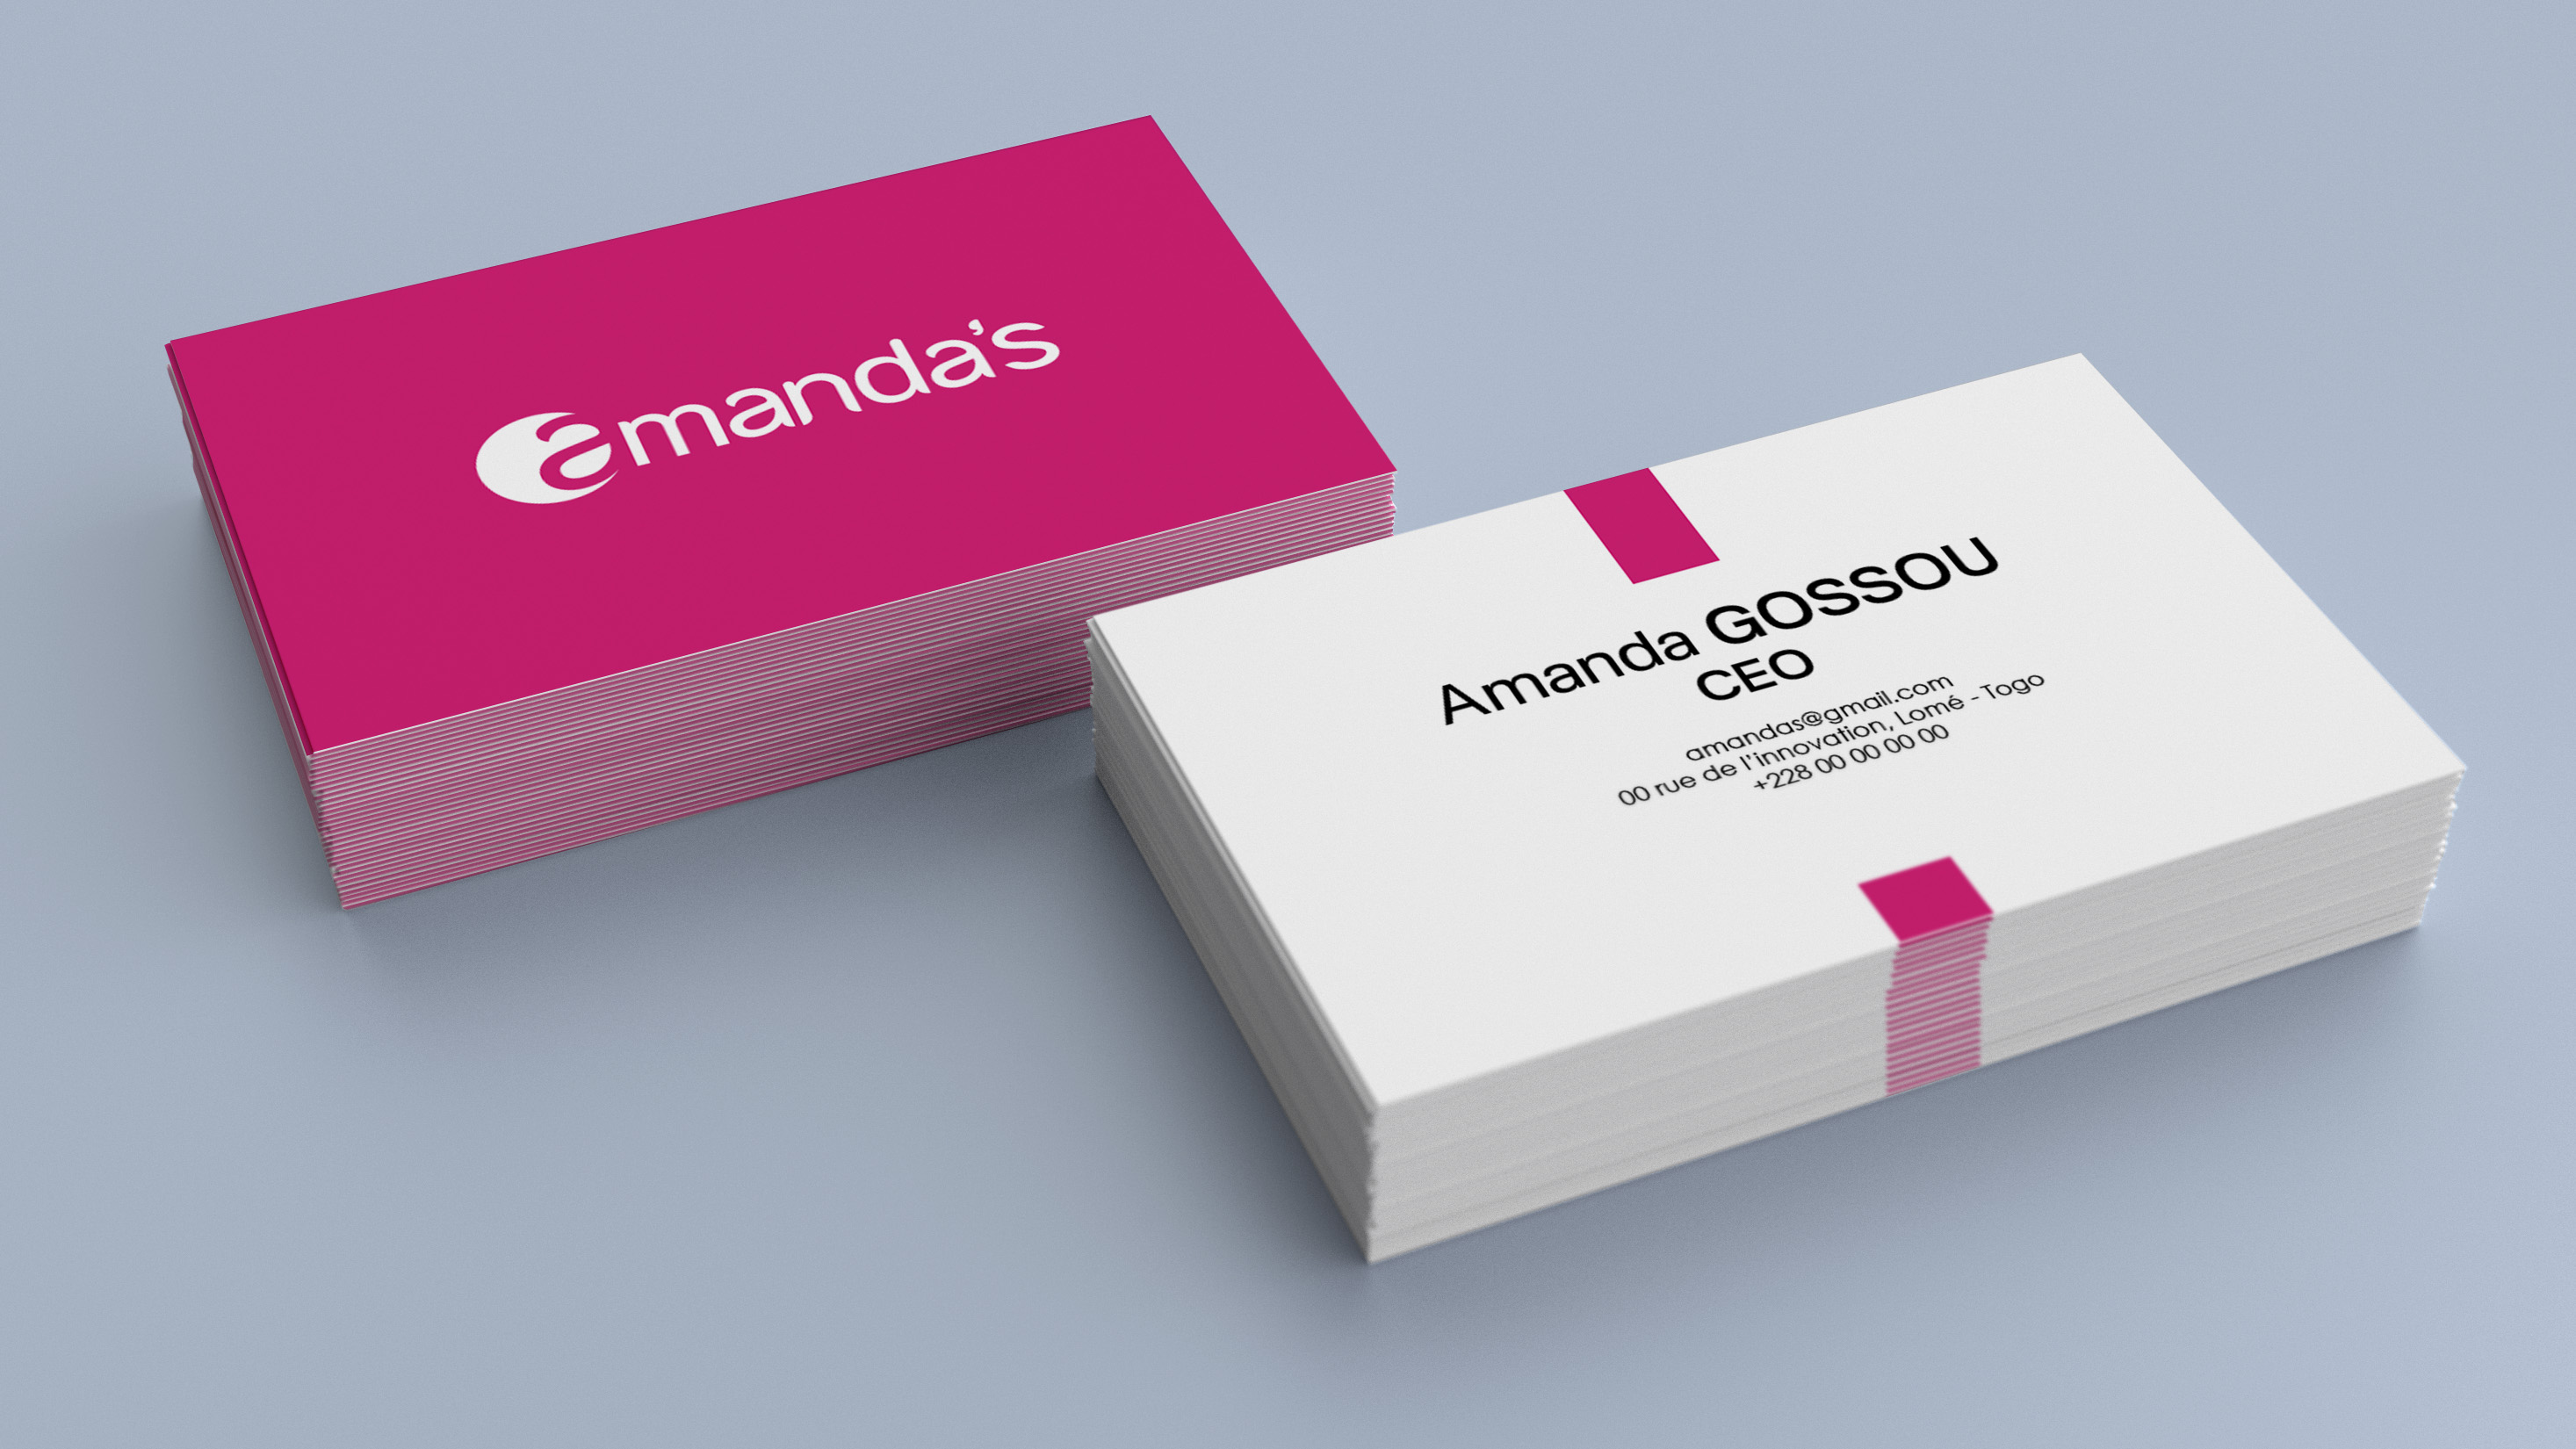 amanda's
Amanda GOSSOU
CEO
amandas@gmail.com
00 rue de l'innovation, Lomé - Togo
+228 00 00 00 00